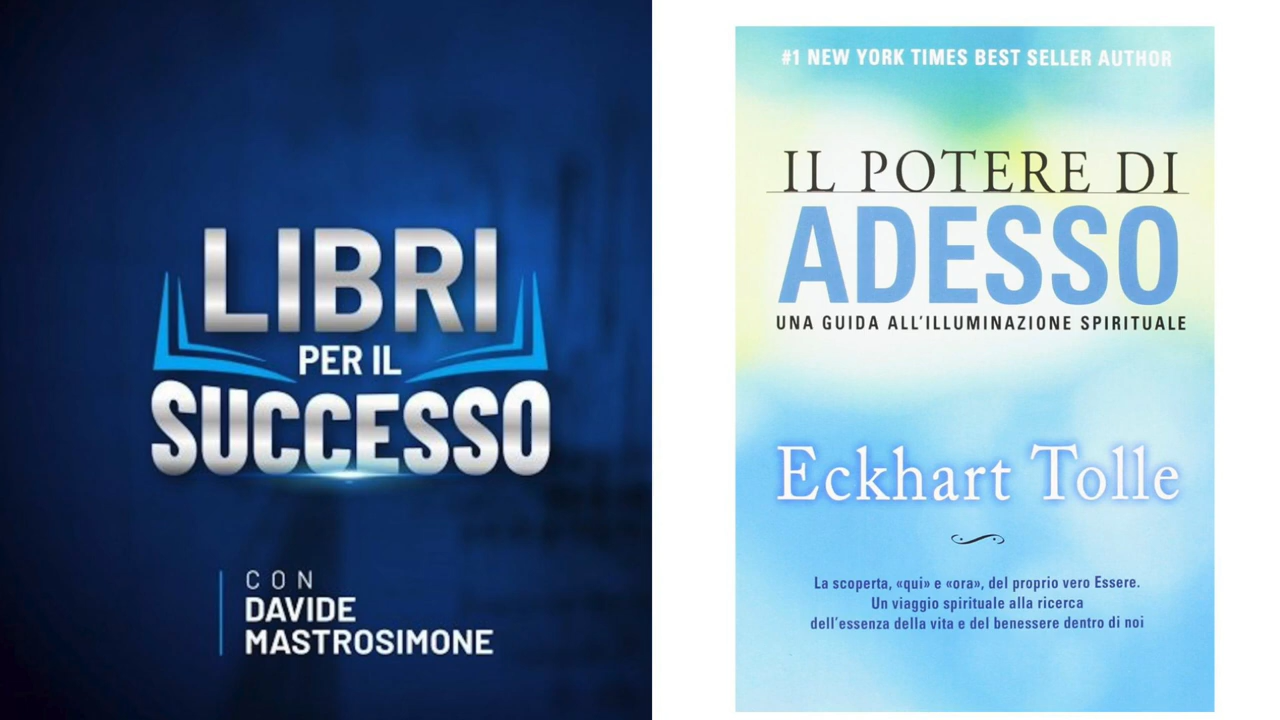 LIBRI
PER IL
SUCCESSO
CON
DAVIDE
MASTROSIMONE
#1 NEW YORK TIMES BEST SELLER AUTHOR
IL POTERE DI
ADESSO
UNA GUIDA ALL'ILLUMINAZIONE SPIRITUALE
Eckhart Tolle
La scoperta, «qui» e «ora», del proprio vero Essere.
Un viaggio spirituale alla ricerca
dell'essenza della vita e del benessere dentro di noi